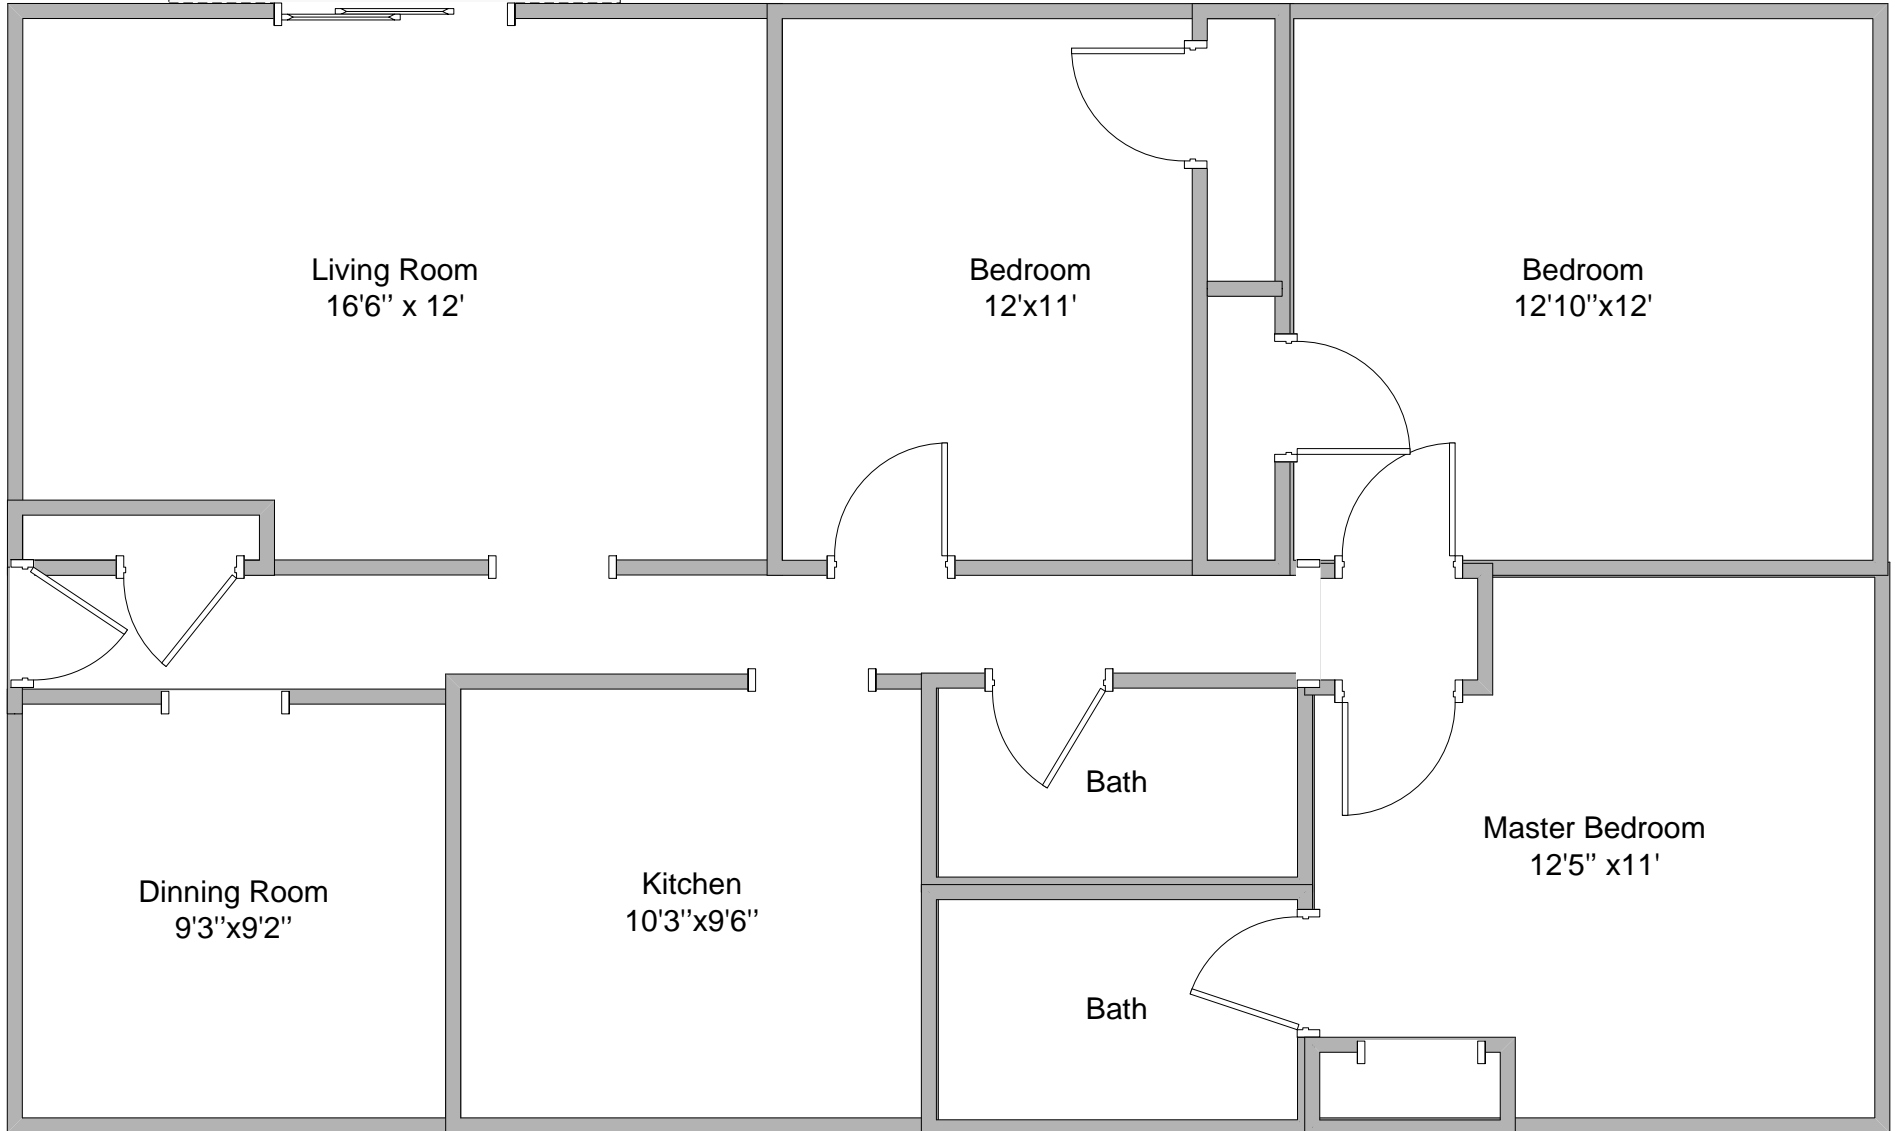 Living Room
16'6'' x 12'
Bedroom
12'x11'
Bedroom
12'10''x12'
Bath
Master Bedroom
12'5'' x11'
Dinning Room
9'3''x9'2''
Kitchen
10'3''x9'6''
Bath